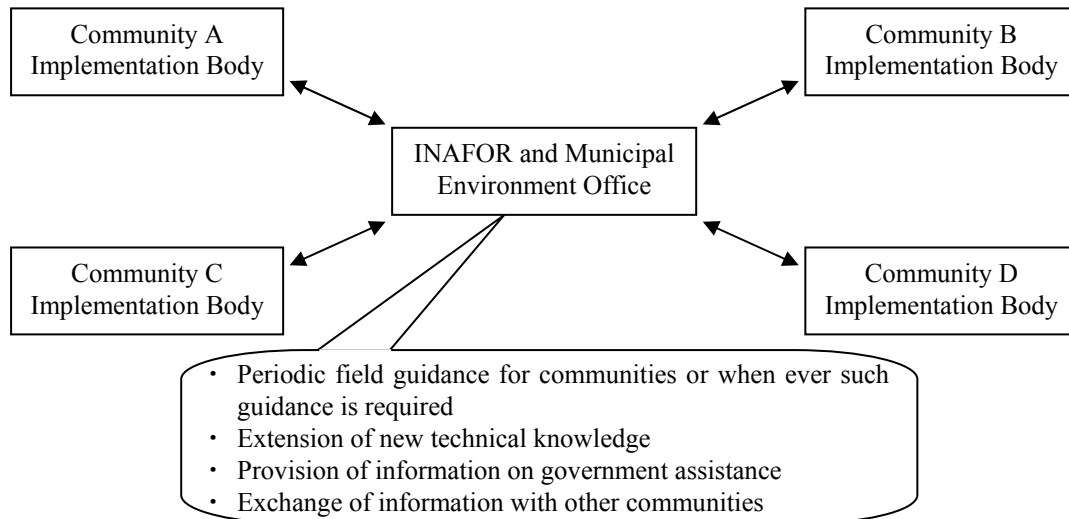 Community A
Implementation Body
Community B
Implementation Body
INAFOR and Municipal
Environment Office
Community C
Implementation Body
Community D
Implementation Body
・ Periodic field guidance for communities or when ever such
guidance is required
・ Extension of new technical knowledge
・ Provision of information on government assistance
・ Exchange of information with other communities